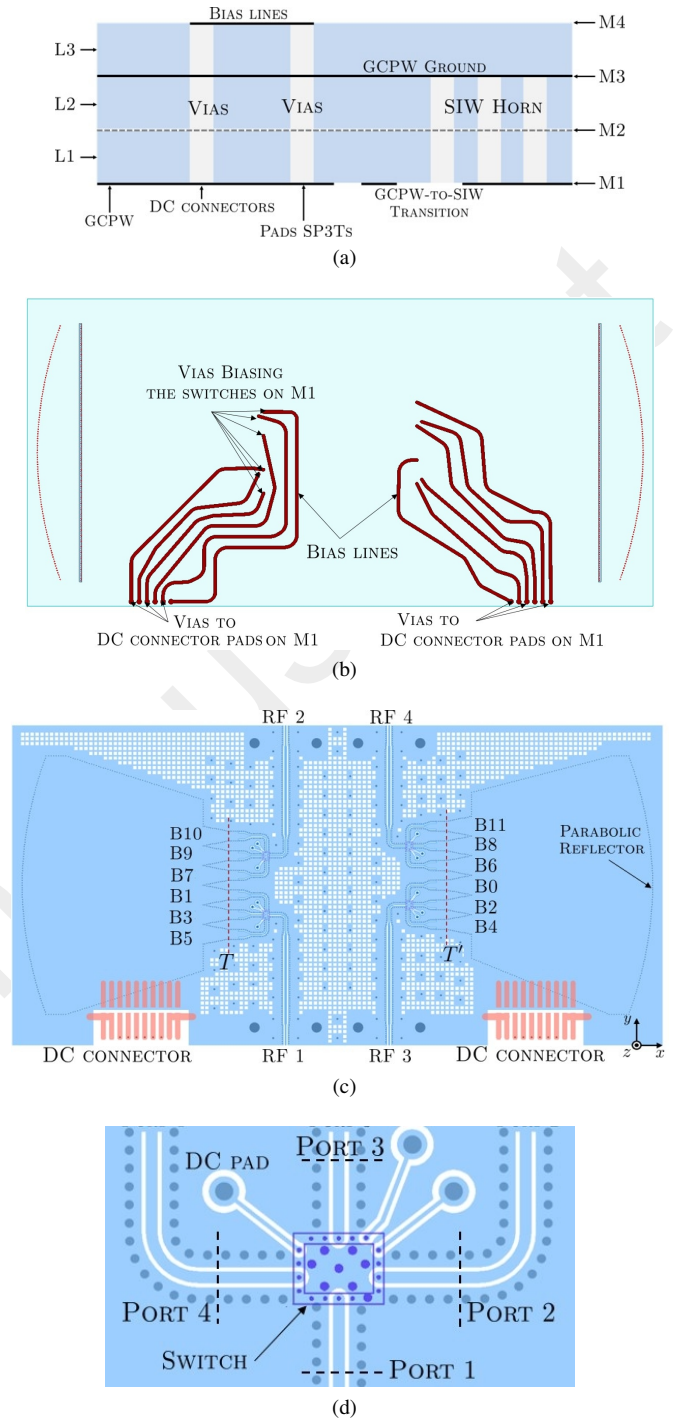 BIAS LINES
M4
L3
GCPW GROUND
M3
L2
VIAS VIAS SIW HORN
M2
L1
M1
GCPW
DC CONNECTORS
PADS SP3TS
GCPW-TO-SIW
TRANSITION
(a)
VIAS BIASING
THE SWITCHES ON M1
BIAS LINES
VIAS TO
DC CONNECTOR PADS ON M1
VIAS TO
DC CONNECTOR PADS ON M1
(b)
RF 2 RF 4
B10
B9
B7
B1
B3
B5
B11
B8
B6
B0
B2
B4
PARABOLIC
REFLECTOR
T
T′
DC CONNECTOR
RF 1
RF 3
DC CONNECTOR
y
z
x
(c)
PORT 3
DC PAD
PORT 4
PORT 2
SWITCH
PORT 1
(d)